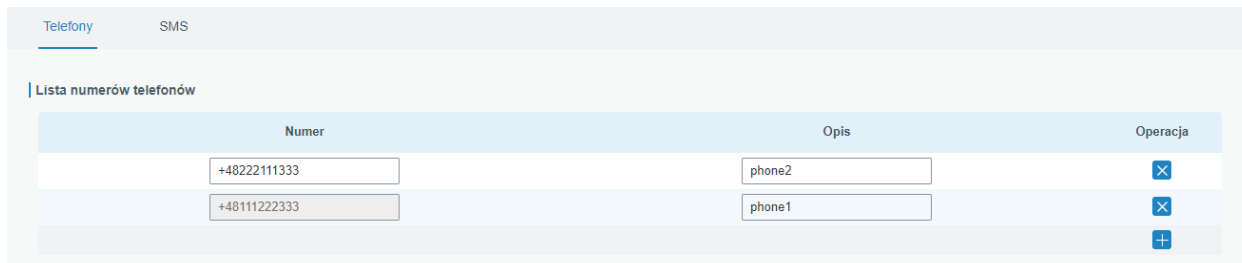 Telefony SMS
Lista numerów telefonów
Numer Opis Operacja
+48222111333 phone2
+48111222333 phone1